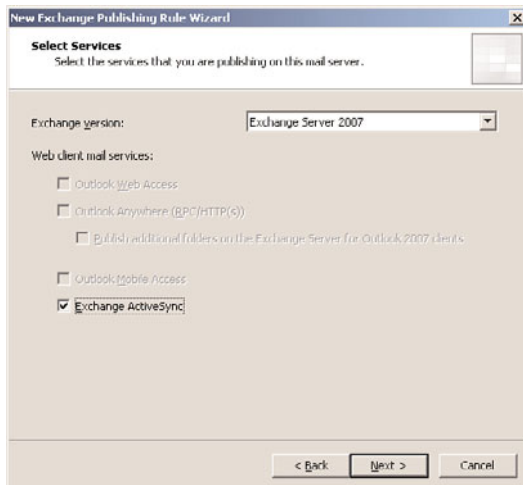 New Exchange Publishing Rule Wizard
Select Services
Select the services that you are publishing on this mail server.
Exchange version:
Exchange Server 2007
Web client mail services:
Outlook Web Access
Outlook Anywhere (RPC/HTTP(s))
Publish additional folders on the Exchange Server for Outlook 2007 clients
Outlook Mobile Access
Exchange ActiveSync
< Back
Next >
Cancel